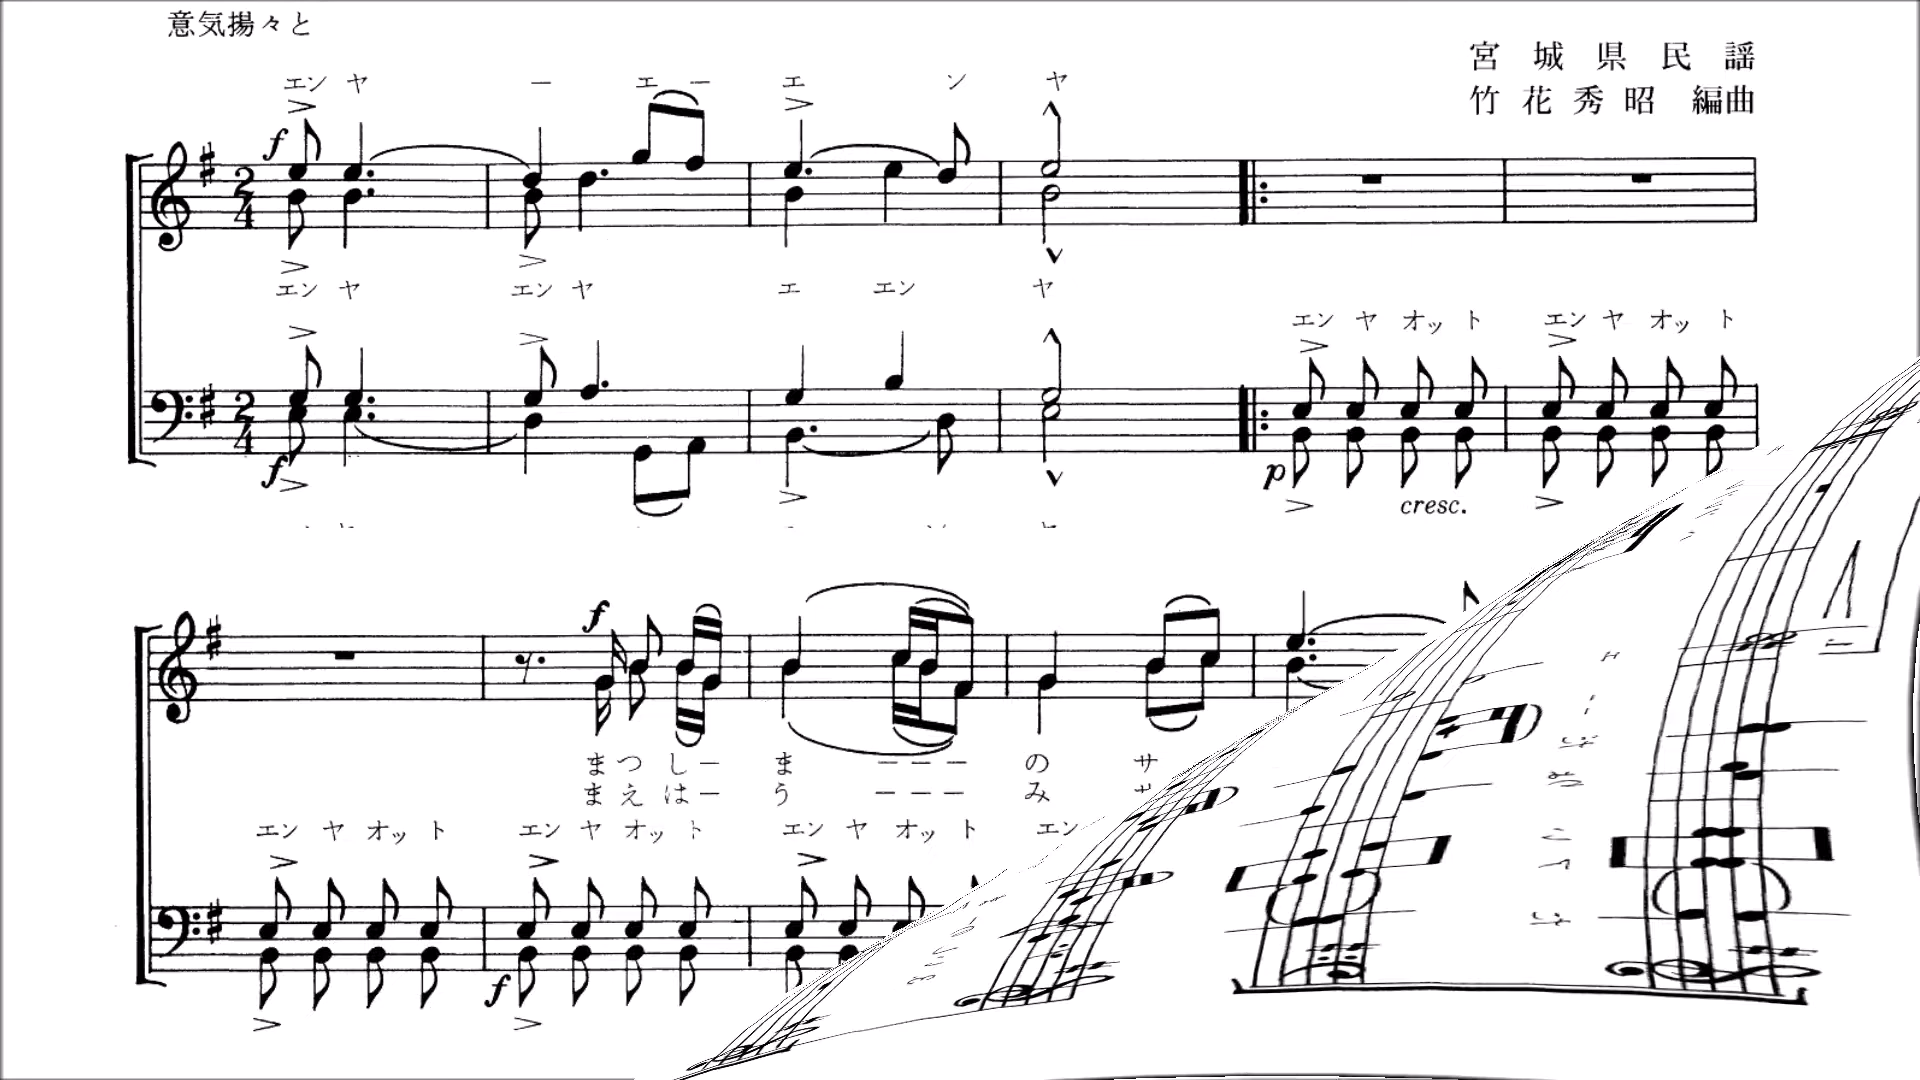 意気揚々と
宮城県民謡
竹花秀昭 編曲
エン ヤ ー エ ー エ ン ヤ
f
エン ヤ エン ヤ エ エン ヤ
エン ヤ オッ ト エン ヤ オッ ト
f
p
cresc.
f
まつ し ー ま ー ー ー の サ
まえ は ー う ー ー ー み
エン ヤ オッ ト エン ヤ オッ ト エン ヤ オッ ト エン
f